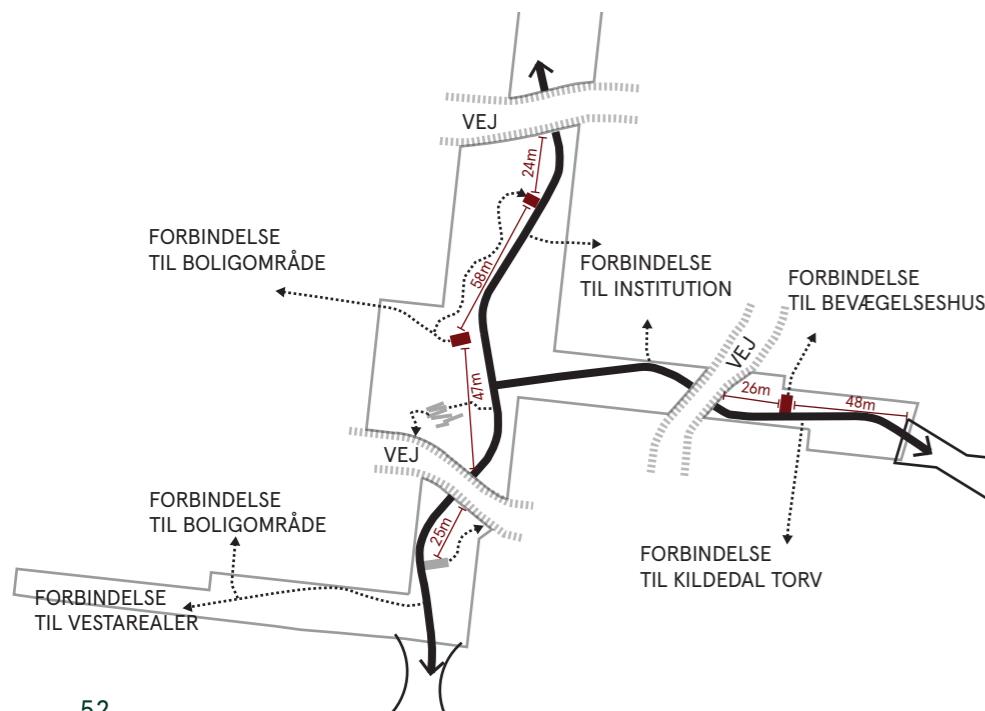 VEJ
24m
FORBINDELSE
TIL BOLIGOMRÅDE
58m
FORBINDELSE
TIL INSTITUTION
FORBINDELSE
TIL BEVÆGELSESHUS
VEJ
47m
26m
48m
VEJ
FORBINDELSE
TIL BOLIGOMRÅDE
25m
FORBINDELSE
TIL KILDEDAL TORV
FORBINDELSE
TIL VESTAREALER
52